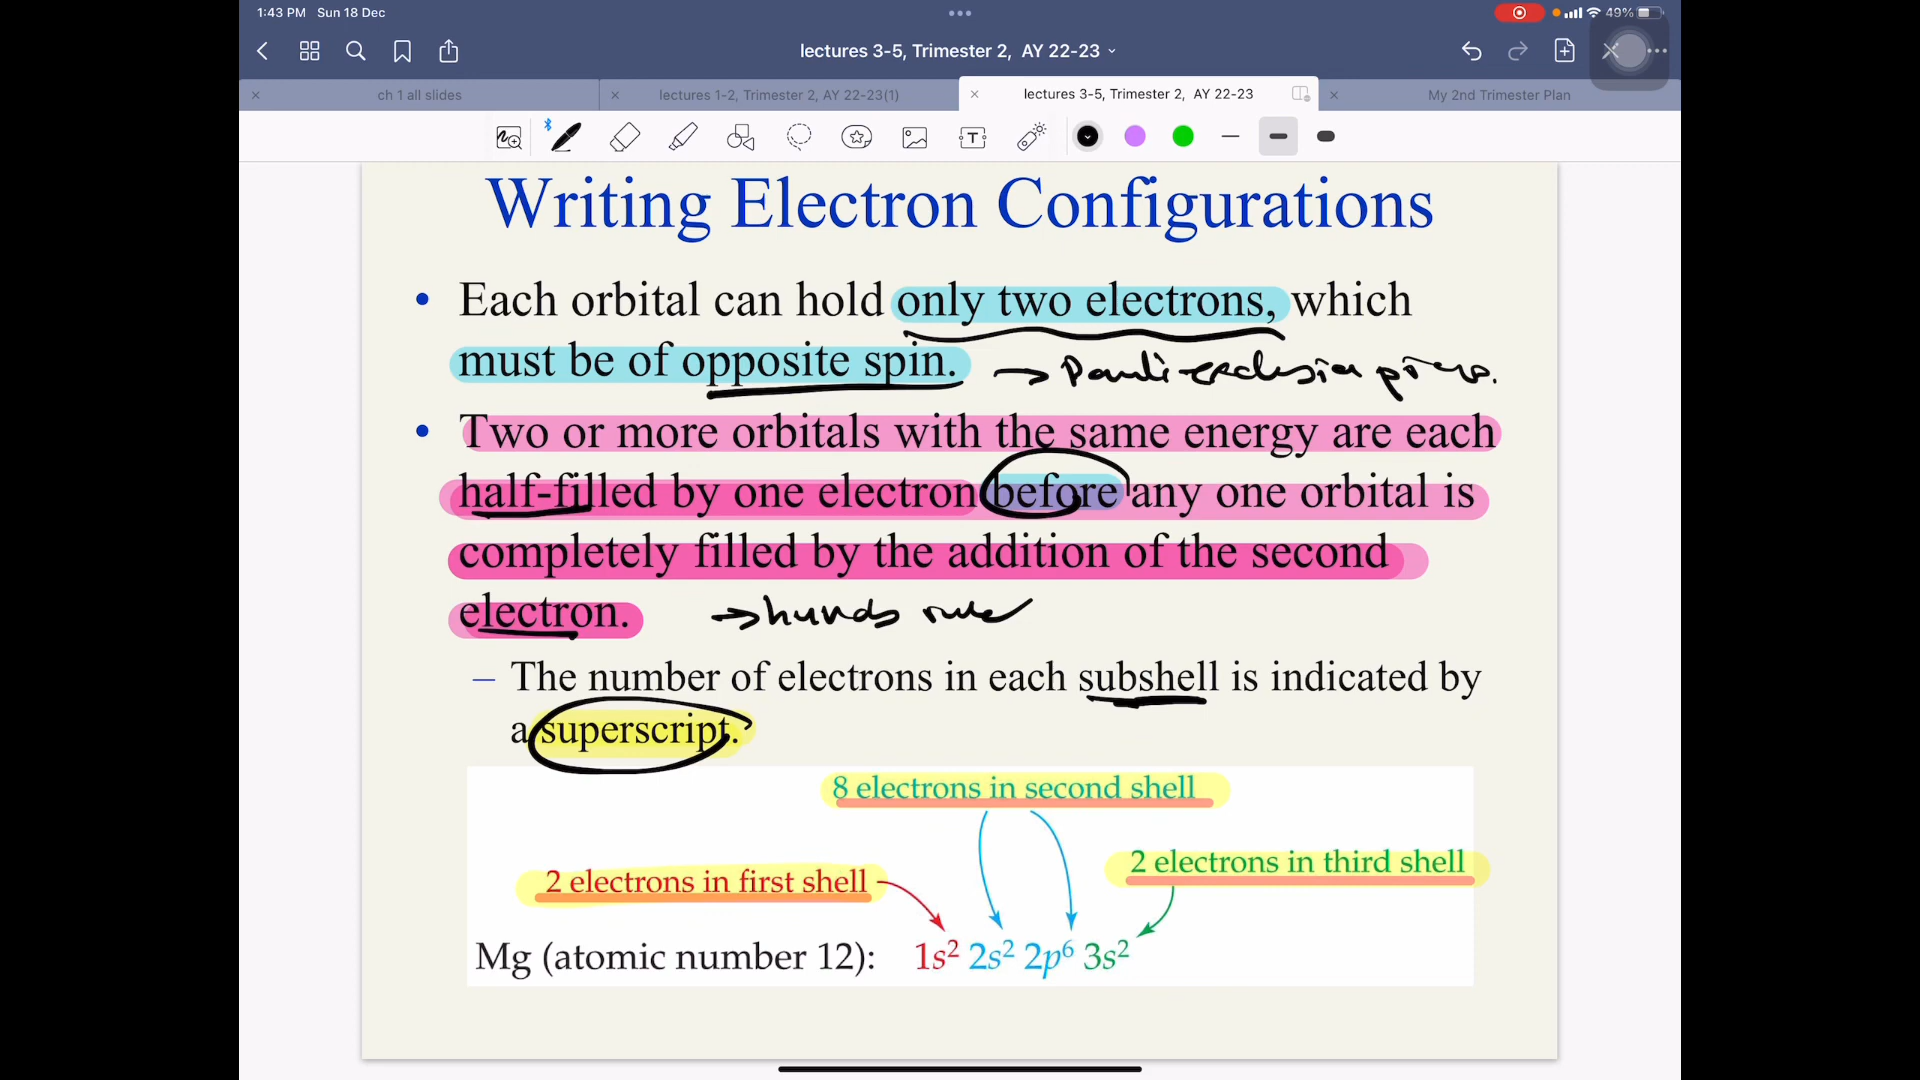 1:43 PM Sun 18 Dec
49%
lectures 3-5, Trimester 2, AY 22-23
ch 1 all slides
lectures 1-2, Trimester 2, AY 22-23(1)
lectures 3-5, Trimester 2, AY 22-23
My 2nd Trimester Plan
Writing Electron Configurations
• Each orbital can hold only two electrons, which
must be of opposite spin. → Pauli exclusion
• Two or more orbitals with the same energy are each
half-filled by one electron before any one orbital is
completely filled by the addition of the second
electron. → hunds rule
– The number of electrons in each subshell is indicated by
a superscript.
8 electrons in second shell
2 electrons in third shell
2 electrons in first shell
Mg (atomic number 12): 1s² 2s² 2p⁶ 3s²